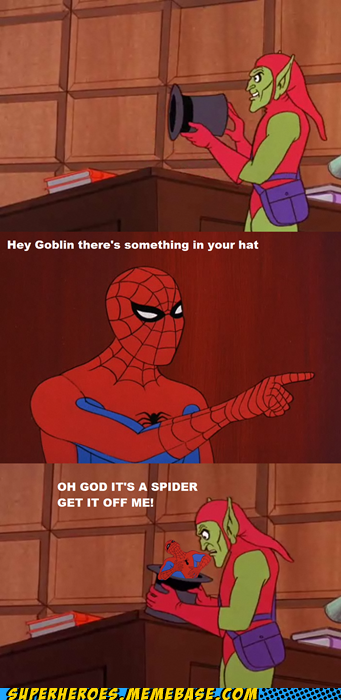 Hey Goblin there's something in your hat
OH GOD IT'S A SPIDER
GET IT OFF ME!
SUPERHEROES.MEMEBASE.COM